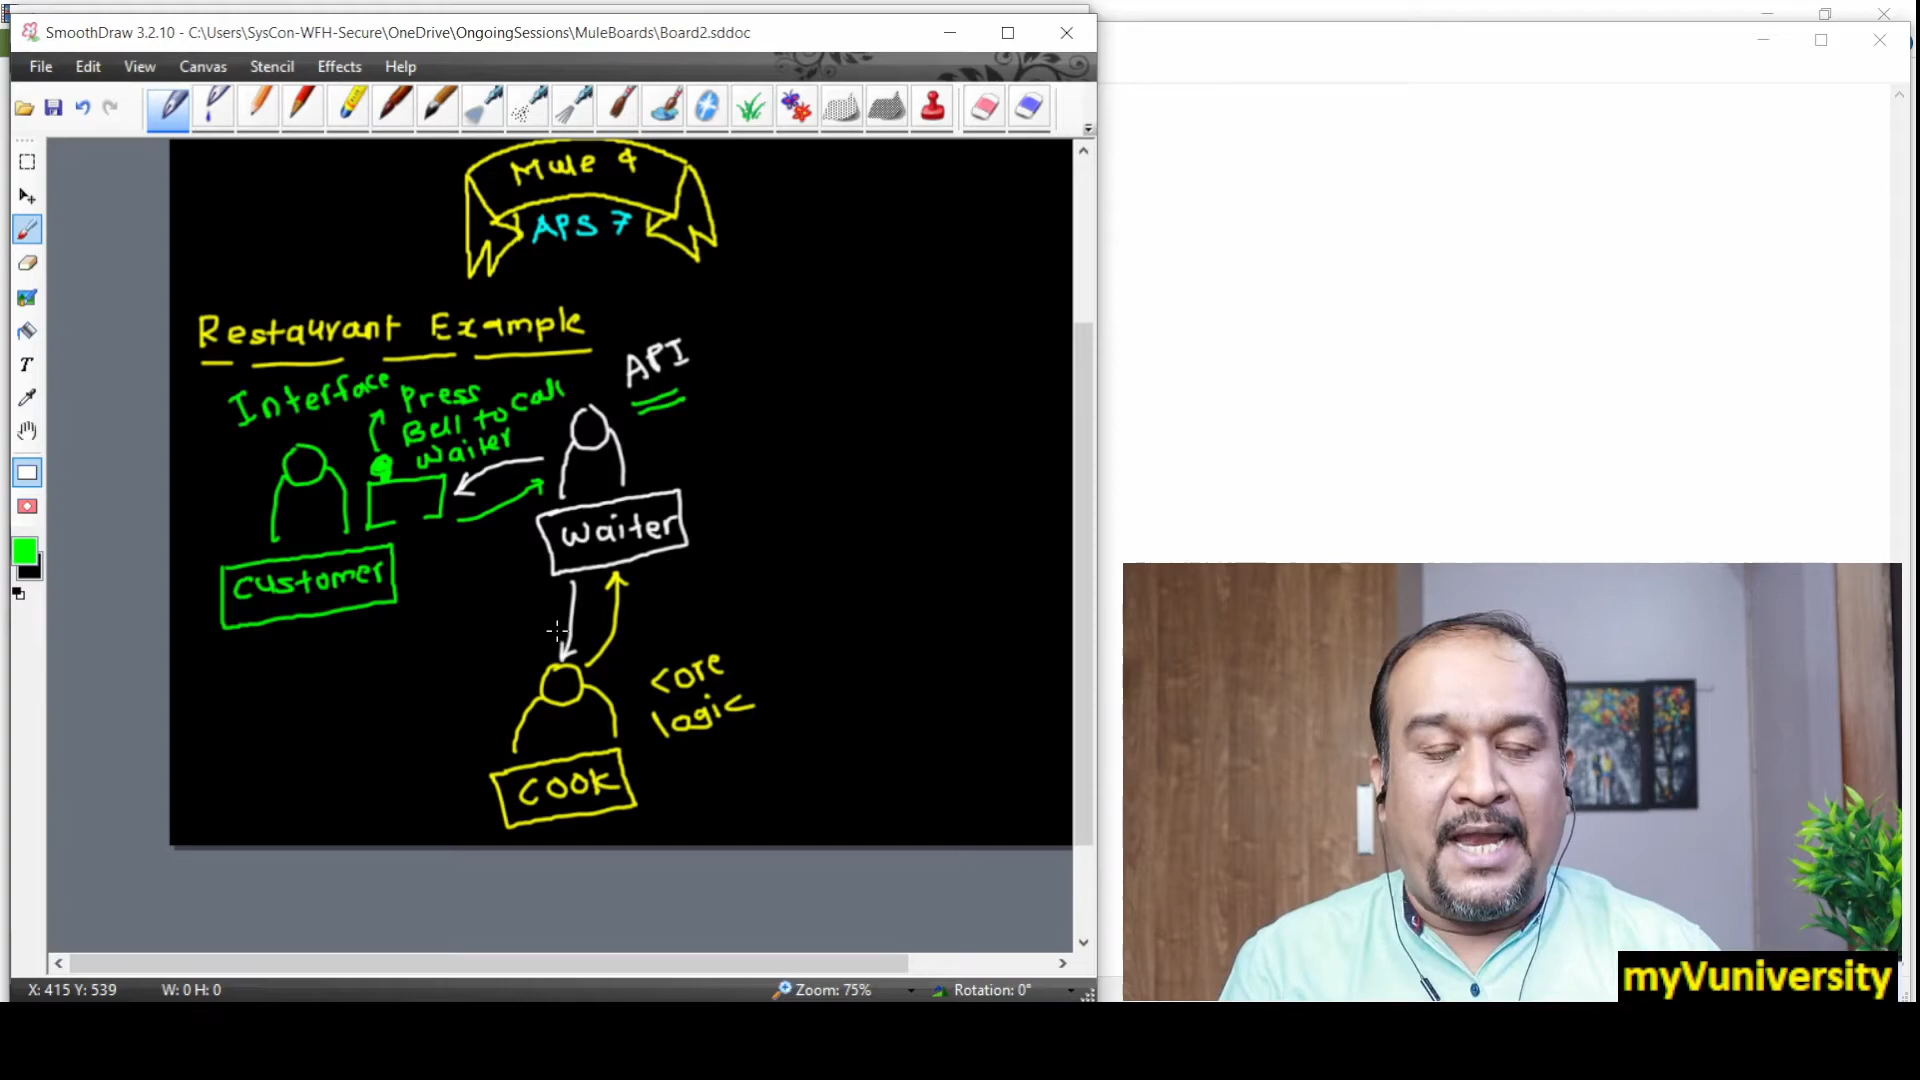 SmoothDraw 3.2.10 - C:\Users\SysCon-WFH-Secure\OneDrive\OngoingSessions\MuleBoards\Board2.sddoc
File Edit View Canvas Stencil Effects Help
Mule 4
APS 7
Restaurant Example
API
Interface
Press
Bell to call
Waiter
Waiter
Customer
Core
logic
COOK
X: 415 Y: 539 W: 0 H: 0 Zoom: 75% Rotation: 0°
myVuniversity